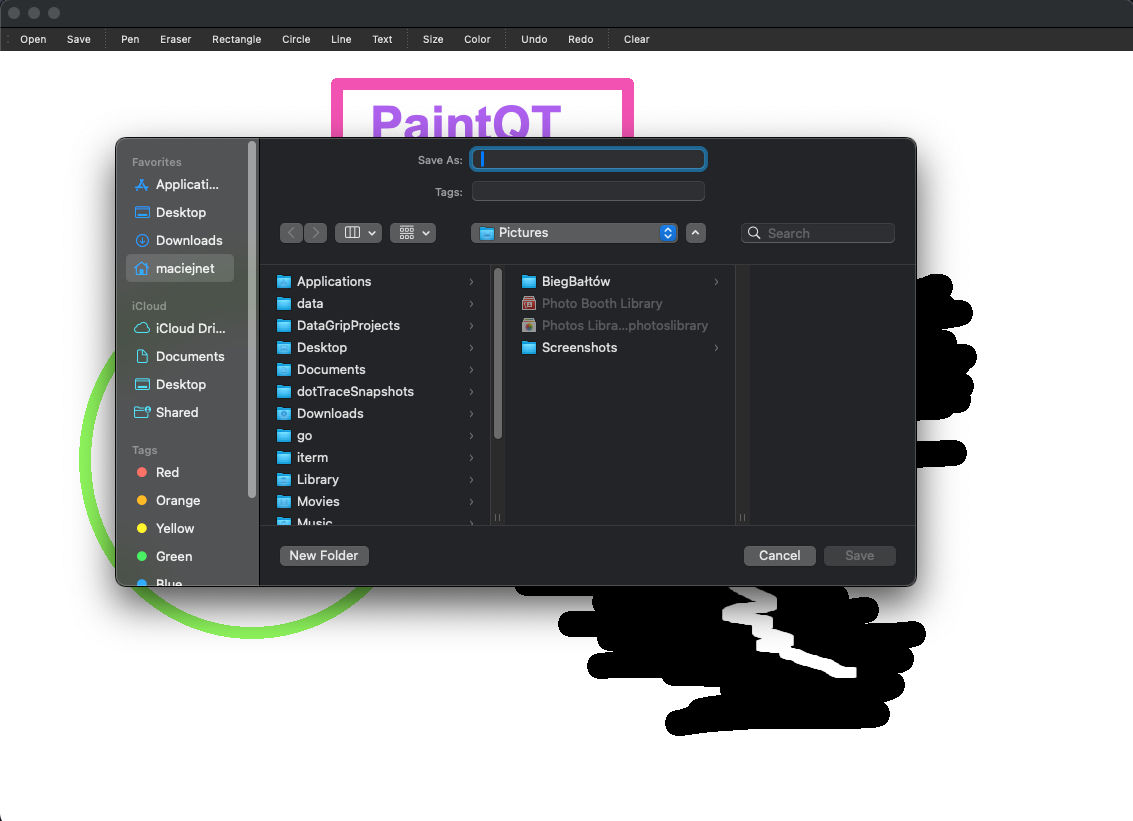 Open Save Pen Eraser Rectangle Circle Line Text Size Color Undo Redo Clear
PaintQT
Favorites
Applicati...
Desktop
Downloads
maciejnet
iCloud
iCloud Dri...
Documents
Desktop
Shared
Tags
Red
Orange
Yellow
Green
Blue
Save As:
Tags:
Pictures
Search
Applications
data
DataGripProjects
Desktop
Documents
dotTraceSnapshots
Downloads
go
iterm
Library
Movies
Music
BiegBałtów
Photo Booth Library
Photos Libra...photoslibrary
Screenshots
New Folder
Cancel
Save